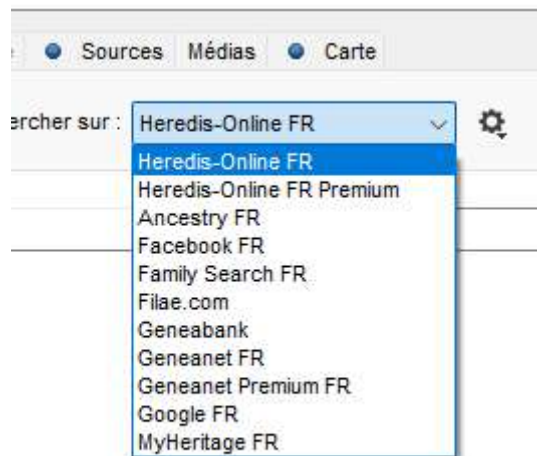 Sources Médias Carte
ercher sur : Heredis-Online FR
Heredis-Online FR
Heredis-Online FR Premium
Ancestry FR
Facebook FR
Family Search FR
Filae.com
Geneabank
Geneanet FR
Geneanet Premium FR
Google FR
MyHeritage FR